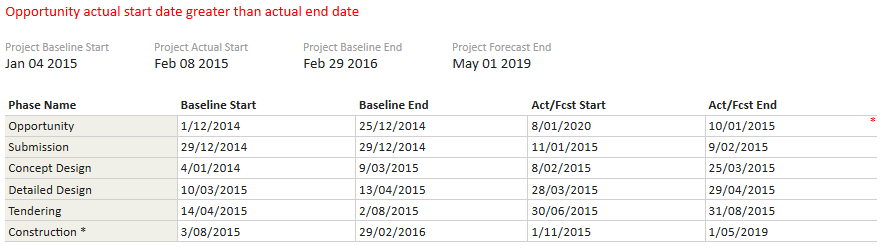 Opportunity actual start date greater than actual end date
Project Baseline Start Project Actual Start Project Baseline End Project Forecast End
Jan 04 2015 Feb 08 2015 Feb 29 2016 May 01 2019
Phase Name Baseline Start Baseline End Act/Fcst Start Act/Fcst End
Opportunity 1/12/2014 25/12/2014 8/01/2020 10/01/2015 *
Submission 29/12/2014 29/12/2014 11/01/2015 9/02/2015
Concept Design 4/01/2014 9/03/2015 8/02/2015 25/03/2015
Detailed Design 10/03/2015 13/04/2015 28/03/2015 29/04/2015
Tendering 14/04/2015 2/08/2015 30/06/2015 31/08/2015
Construction * 3/08/2015 29/02/2016 1/11/2015 1/05/2019